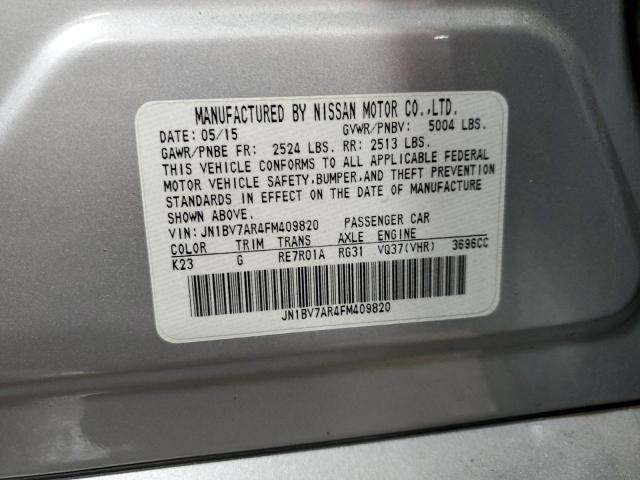 MANUFACTURED BY NISSAN MOTOR CO.,LTD.
DATE: 05/15 GVWR/PNBV: 5004 LBS.
GAWR/PNBE FR: 2524 LBS. RR: 2513 LBS.
THIS VEHICLE CONFORMS TO ALL APPLICABLE FEDERAL
MOTOR VEHICLE SAFETY,BUMPER,AND THEFT PREVENTION
STANDARDS IN EFFECT ON THE DATE OF MANUFACTURE
SHOWN ABOVE.
VIN:JN1BV7AR4FM409820 PASSENGER CAR
COLOR TRIM TRANS AXLE ENGINE
K23 G RE7R01A RG31 VQ37(VHR) 3696CC
JN1BV7AR4FM409820